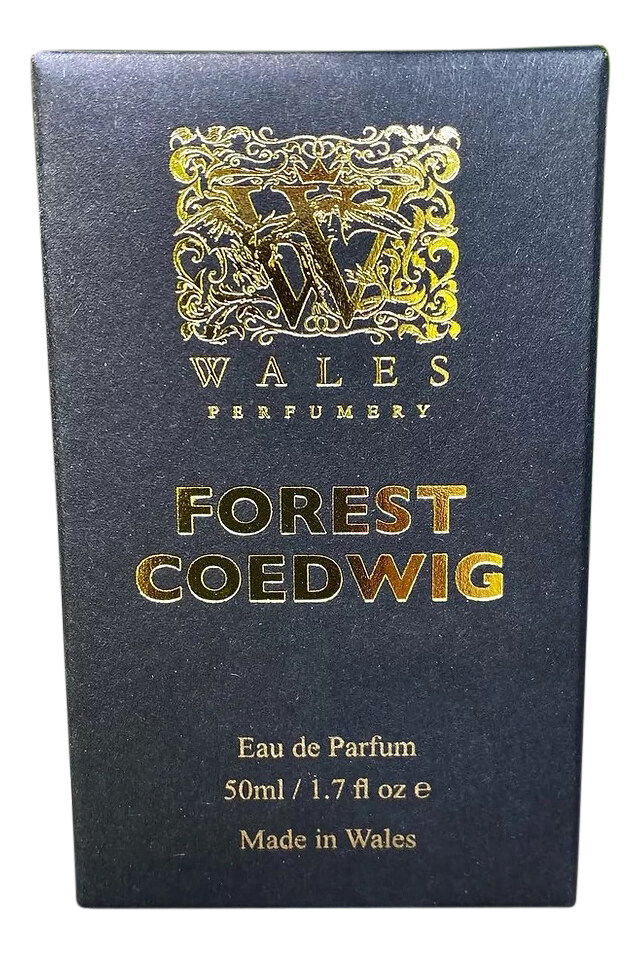 W
WALES
PERFUMERY
FOREST
COEDWIG
Eau de Parfum
50ml / 1.7 fl oz ℮
Made in Wales